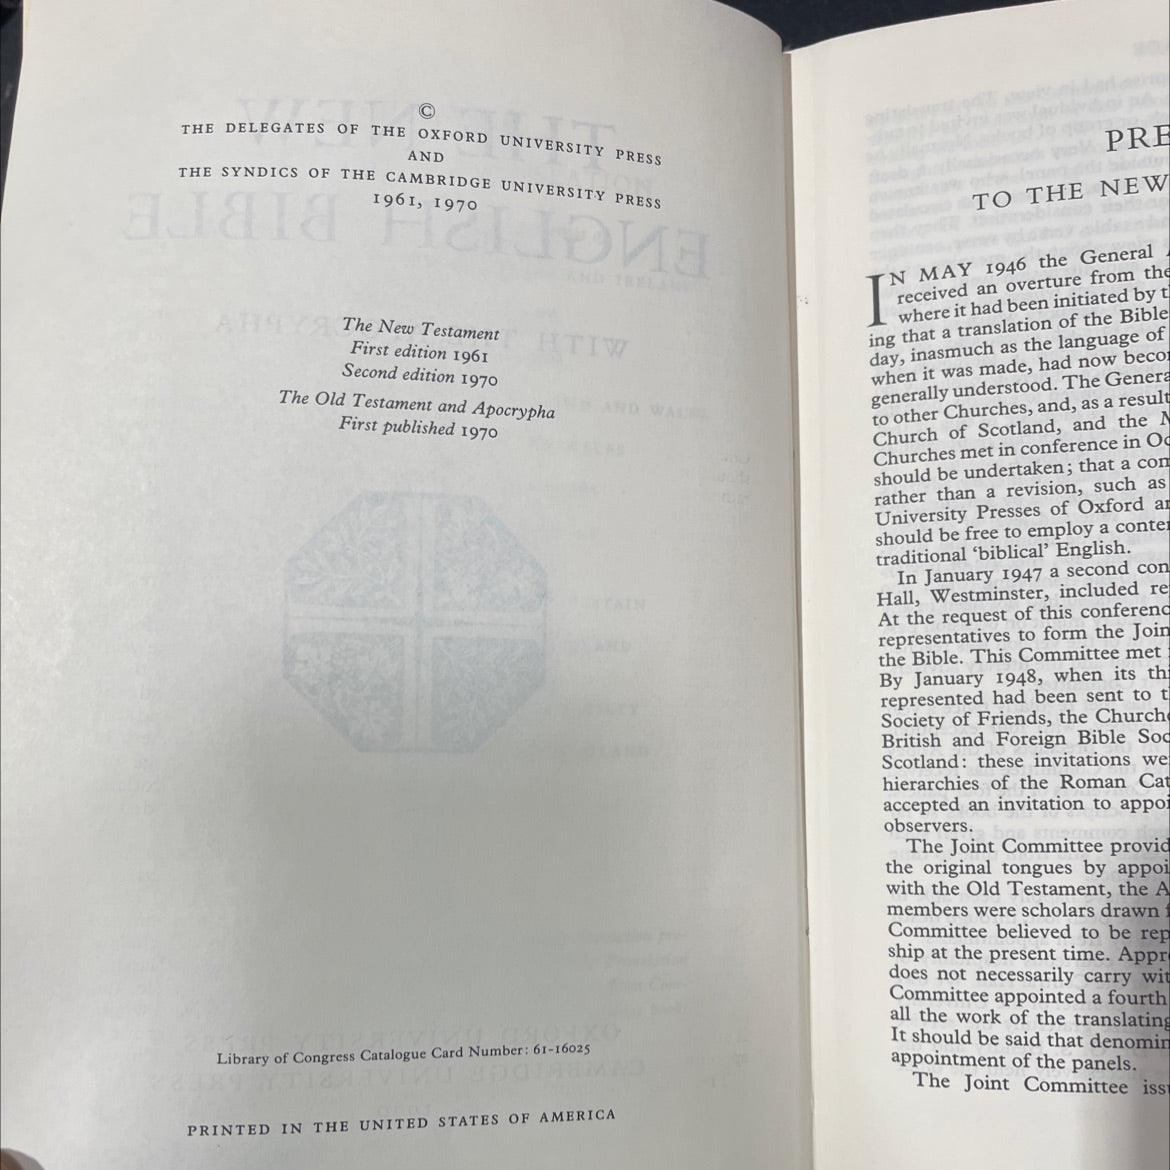 ©
THE DELEGATES OF THE OXFORD UNIVERSITY PRESS
AND
THE SYNDICS OF THE CAMBRIDGE UNIVERSITY PRESS
1961, 1970
The New Testament
First edition 1961
Second edition 1970
The Old Testament and Apocrypha
First published 1970
Library of Congress Catalogue Card Number: 61-16025
PRINTED IN THE UNITED STATES OF AMERICA
PRE
TO THE NEW
IN MAY 1946 the General
received an overture from the
where it had been initiated by t
ing that a translation of the Bible
day, inasmuch as the language of
when it was made, had now beco
generally understood. The Genera
to other Churches, and, as a result
Church of Scotland, and the
Churches met in conference in Oc
should be undertaken; that a com
rather than a revision, such as
University Presses of Oxford an
should be free to employ a conte
traditional ‘biblical’ English.
In January 1947 a second con
Hall, Westminster, included re
At the request of this conferenc
representatives to form the Join
the Bible. This Committee met
By January 1948, when its thi
represented had been sent to t
Society of Friends, the Churche
British and Foreign Bible Soc
Scotland: these invitations we
hierarchies of the Roman Cat
accepted an invitation to appoi
observers.
The Joint Committee provid
the original tongues by appoi
with the Old Testament, the A
members were scholars drawn f
Committee believed to be rep
ship at the present time. Appr
does not necessarily carry wit
Committee appointed a fourth
all the work of the translating
It should be said that denomin
appointment of the panels.
The Joint Committee iss